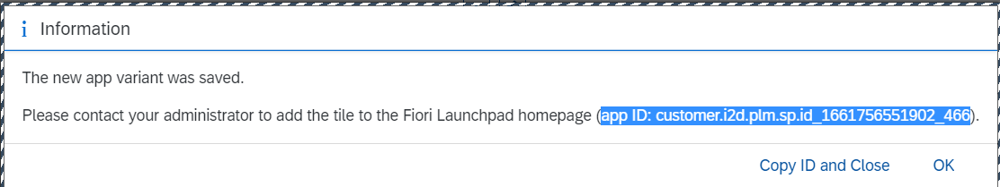 Information
The new app variant was saved.
Please contact your administrator to add the tile to the Fiori Launchpad homepage (app ID: customer.i2d.plm.sp.id_1661756551902_466).
Copy ID and Close OK